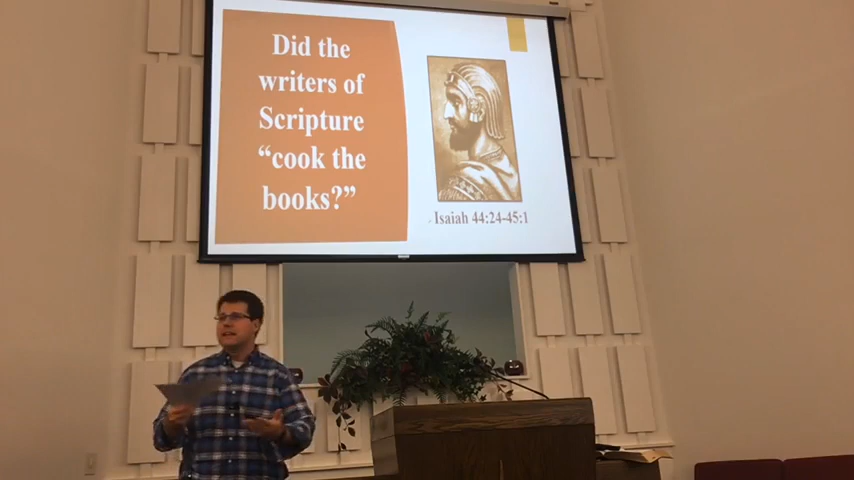 Did the
writers of
Scripture
“cook the
books?”
Isaiah 44:24-45:1